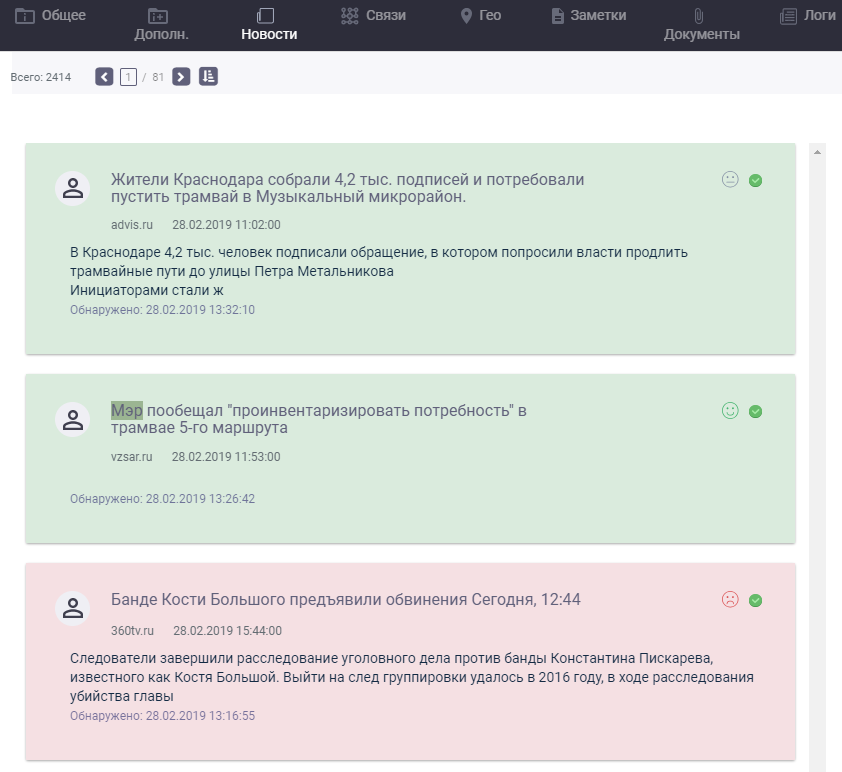 Общее
Дополн.
Новости
Связи
Гео
Заметки
Документы
Логи
Всего: 2414
1 / 81
Жители Краснодара собрали 4,2 тыс. подписей и потребовали
пустить трамвай в Музыкальный микрорайон.
advis.ru 28.02.2019 11:02:00
В Краснодаре 4,2 тыс. человек подписали обращение, в котором попросили власти продлить
трамвайные пути до улицы Петра Метальникова
Инициаторами стали ж
Обнаружено: 28.02.2019 13:32:10
Мэр пообещал "проинвентаризировать потребность" в
трамвае 5-го маршрута
vzsar.ru 28.02.2019 11:53:00
Обнаружено: 28.02.2019 13:26:42
Банде Кости Большого предъявили обвинения Сегодня, 12:44
360tv.ru 28.02.2019 15:44:00
Следователи завершили расследование уголовного дела против банды Константина Пискарева,
известного как Костя Большой. Выйти на след группировки удалось в 2016 году, в ходе расследования
убийства главы
Обнаружено: 28.02.2019 13:16:55